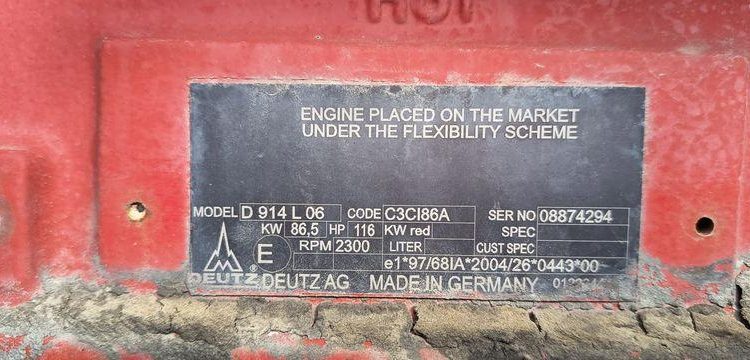 HOT
ENGINE PLACED ON THE MARKET
UNDER THE FLEXIBILITY SCHEME
MODEL D 914 L 06 CODE C3CI86A SER NO 08874294
KW 86,5 HP 116 KW red SPEC
E RPM 2300 LITER CUST SPEC
e1*97/68IA*2004/26*0443*00
DEUTZ ® DEUTZ AG MADE IN GERMANY